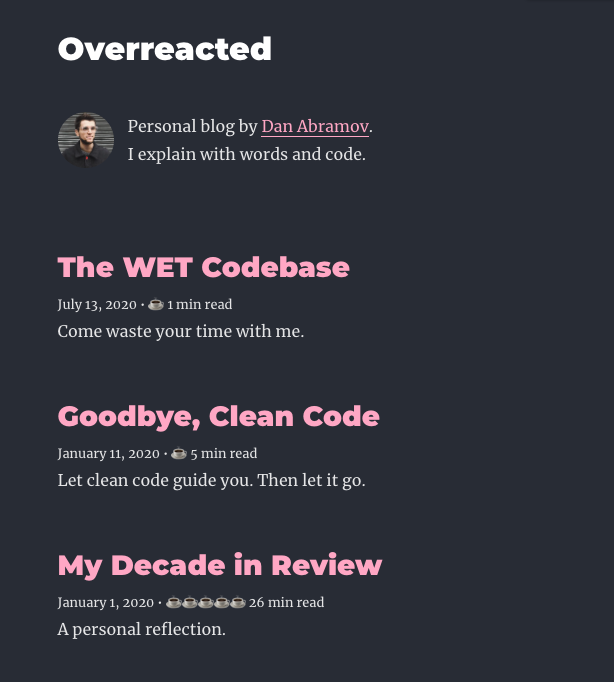 Overreacted
Personal blog by Dan Abramov.
I explain with words and code.
The WET Codebase
July 13, 2020 • ☕ 1 min read
Come waste your time with me.
Goodbye, Clean Code
January 11, 2020 • ☕ 5 min read
Let clean code guide you. Then let it go.
My Decade in Review
January 1, 2020 • ☕☕☕☕☕ 26 min read
A personal reflection.